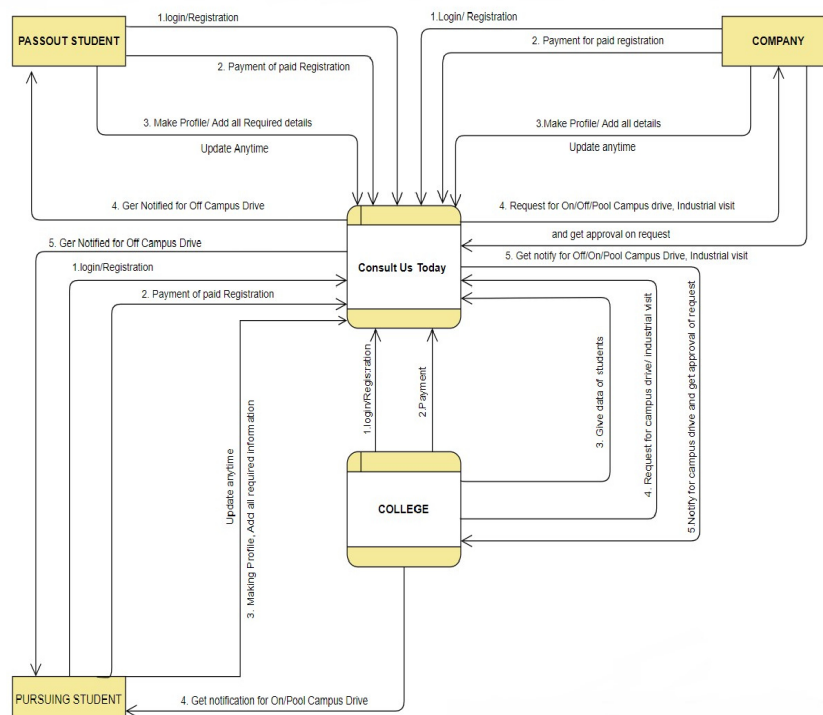 1.login/Registration
1.Login/ Registration
PASSOUT STUDENT
2. Payment for paid registration
COMPANY
2. Payment of paid Registration
3. Make Profile/ Add all Required details
Update Anytime
3.Make Profile/ Add all details
Update anytime
4. Ger Notified for Off Campus Drive
4. Request for On/Off/Pool Campus drive, Industrial visit
and get approval on request
5. Ger Notified for Off Campus Drive
5. Get notify for Off/On/Pool Campus Drive, Industrial visit
1.login/Registration
Consult Us Today
2. Payment of paid Registration
1.login/Registration
2.Payment
3. Give data of students
4. Request for campus drive/ industrial visit
5.Notify for campus drive and get approval of request
Update anytime
3. Making Profile, Add all required information
COLLEGE
PURSUING STUDENT
4. Get notification for On/Pool Campus Drive